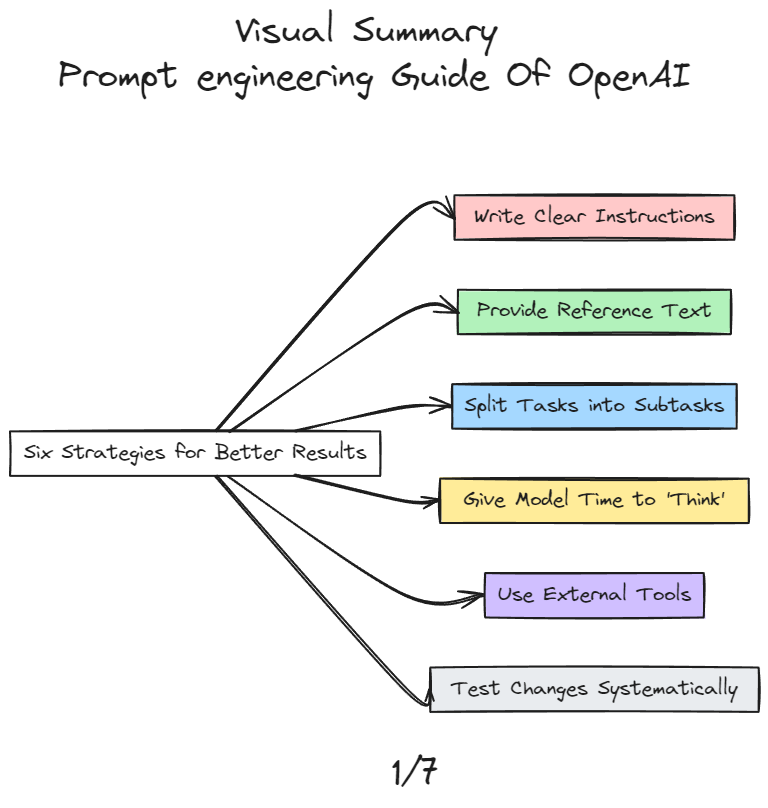 Visual Summary
Prompt engineering Guide Of OpenAI
Write Clear Instructions
Provide Reference Text
Split Tasks into Subtasks
Six Strategies for Better Results
Give Model Time to 'Think'
Use External Tools
Test Changes Systematically
1/7